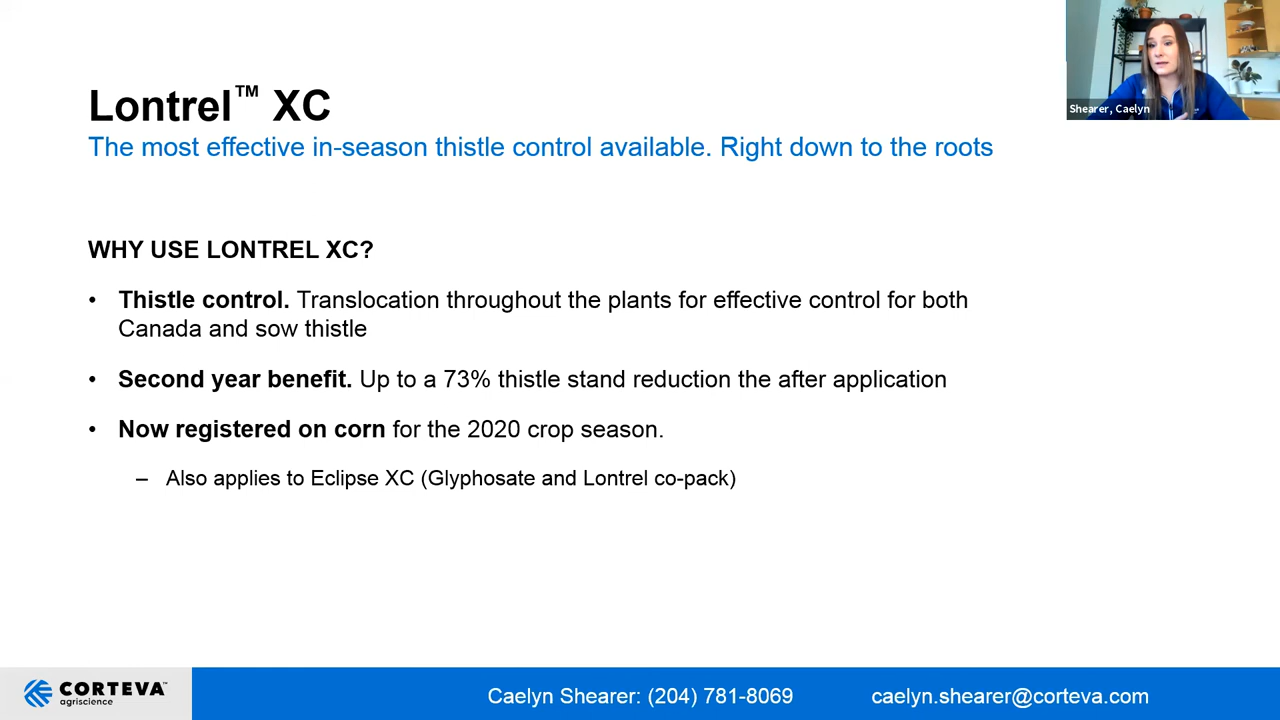 Shearer, Caelyn
Lontrel™ XC
The most effective in-season thistle control available. Right down to the roots
WHY USE LONTREL XC?
• Thistle control. Translocation throughout the plants for effective control for both
Canada and sow thistle
• Second year benefit. Up to a 73% thistle stand reduction the after application
• Now registered on corn for the 2020 crop season.
– Also applies to Eclipse XC (Glyphosate and Lontrel co-pack)
CORTEVA™
agriscience
Caelyn Shearer: (204) 781-8069
caelyn.shearer@corteva.com